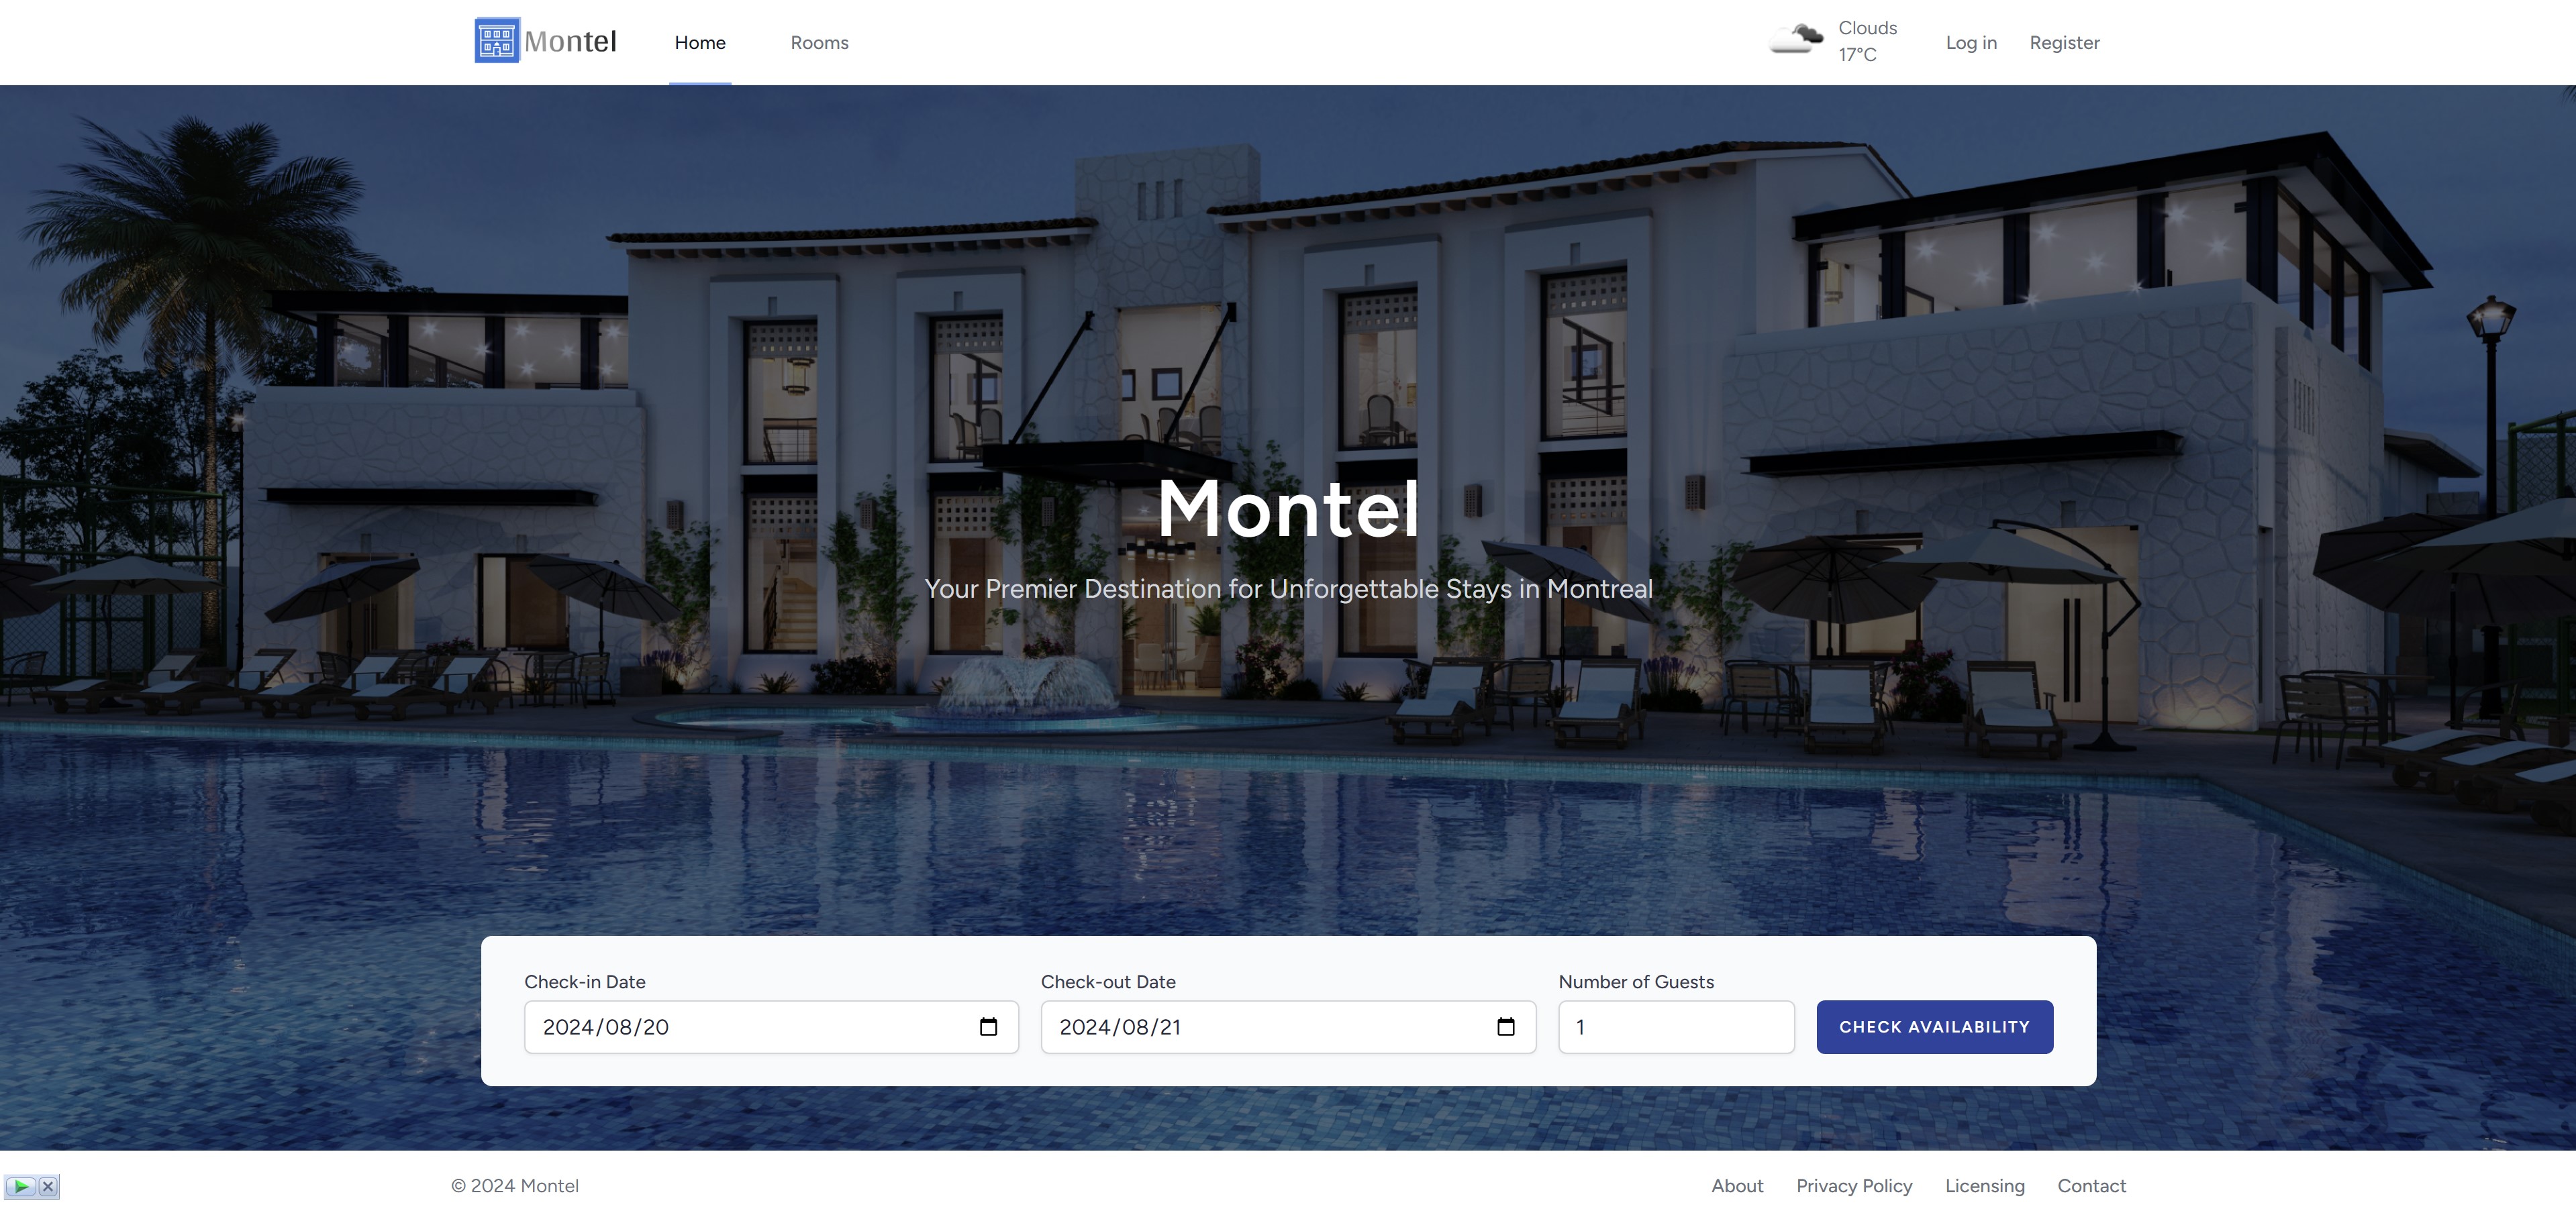 Montel
Home
Rooms
Clouds
17°C
Log in
Register
Montel
Your Premier Destination for Unforgettable Stays in Montreal
Check-in Date
Check-out Date
Number of Guests
2024/08/20
2024/08/21
1
CHECK AVAILABILITY
© 2024 Montel
About
Privacy Policy
Licensing
Contact